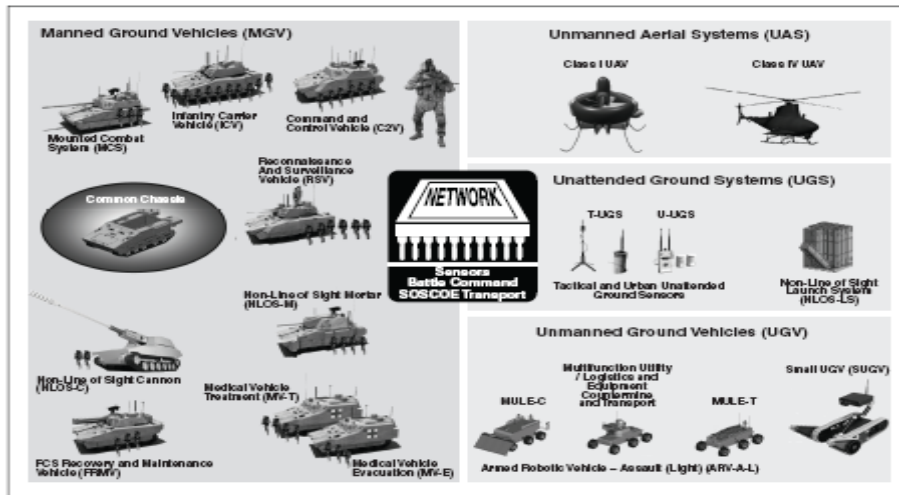 Manned Ground Vehicles (MGV)
Mounted Combat
System (MCS)
Infantry Carrier
Vehicle (ICV)
Command and
Control Vehicle (C2V)
Common Chassis
Reconnaissance
And Surveillance
Vehicle (RSV)
Non-Line of Sight Mortar
(NLOS-M)
Non-Line of Sight Cannon
(NLOS-C)
Medical Vehicle
Treatment (MV-T)
FCS Recovery and Maintenance
Vehicle (FRMV)
Medical Vehicle
Evacuation (MV-E)
NETWORK
Sensors
Battle Command
SOSCOE Transport
Unmanned Aerial Systems (UAS)
Class I UAV
Class IV UAV
Unattended Ground Systems (UGS)
T-UGS
U-UGS
Tactical and Urban Unattended
Ground Sensors
Non-Line of Sight
Launch System
(NLOS-LS)
Unmanned Ground Vehicles (UGV)
MULE-C
Multifunction Utility
/ Logistics and
Equipment
Countermine
and Transport
MULE-T
Small UGV (SUGV)
Armed Robotic Vehicle – Assault (Light) (ARV-A-L)